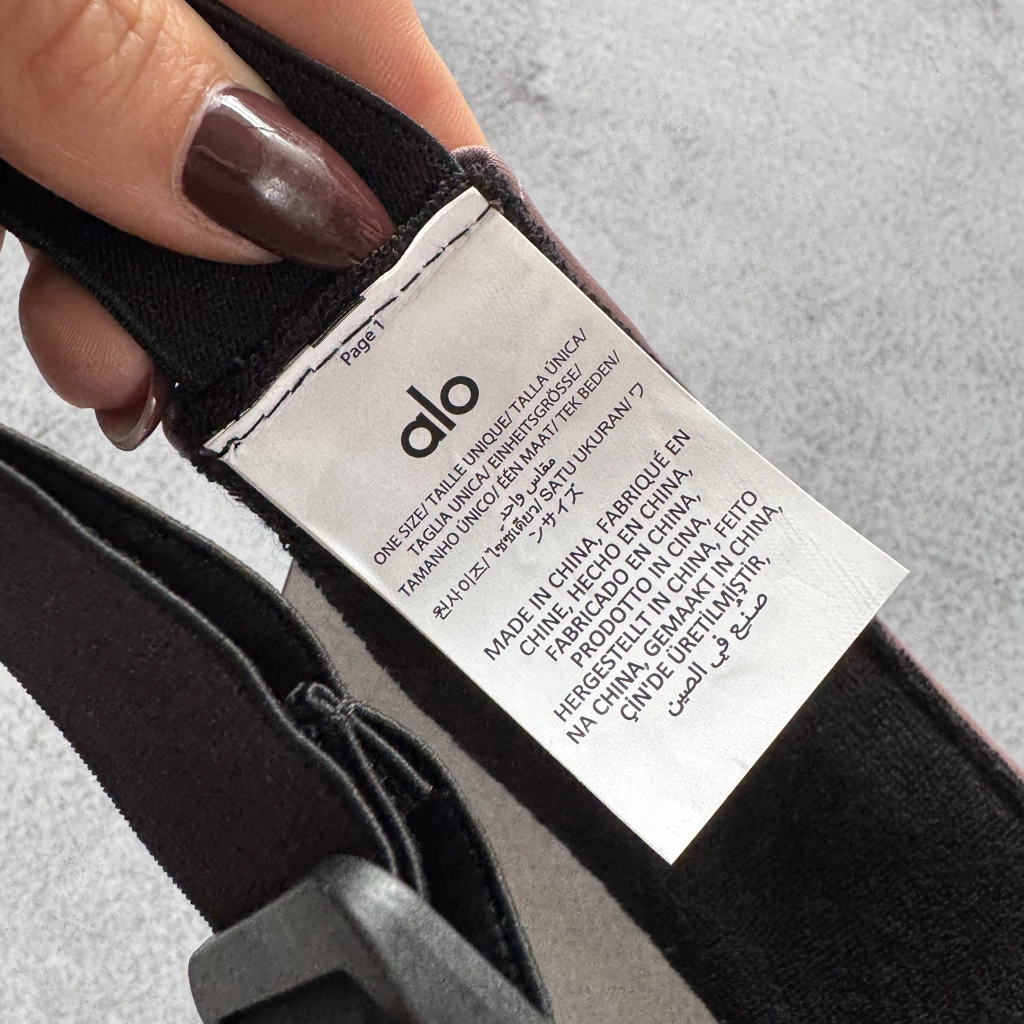 Page 1
alo
ONE SIZE/ TAILLE UNIQUE/ TALLA ÚNICA/
TAGLIA UNICA/ EINHEITSGRÖSSE/
TAMANHO ÚNICO/ ÉÉN MAAT/ TEK BEDEN/
مقاس واحد
원사이즈/ ไซซ์เดียว/ SATU UKURAN/ ワ
ンサイズ
MADE IN CHINA, FABRIQUÉ EN
CHINE, HECHO EN CHINA,
FABRICADO EN CHINA,
PRODOTTO IN CINA,
HERGESTELLT IN CHINA, FEITO
NA CHINA, GEMAAKT IN CHINA,
ÇİN'DE ÜRETİLMİŞTİR,
صنع في الصين